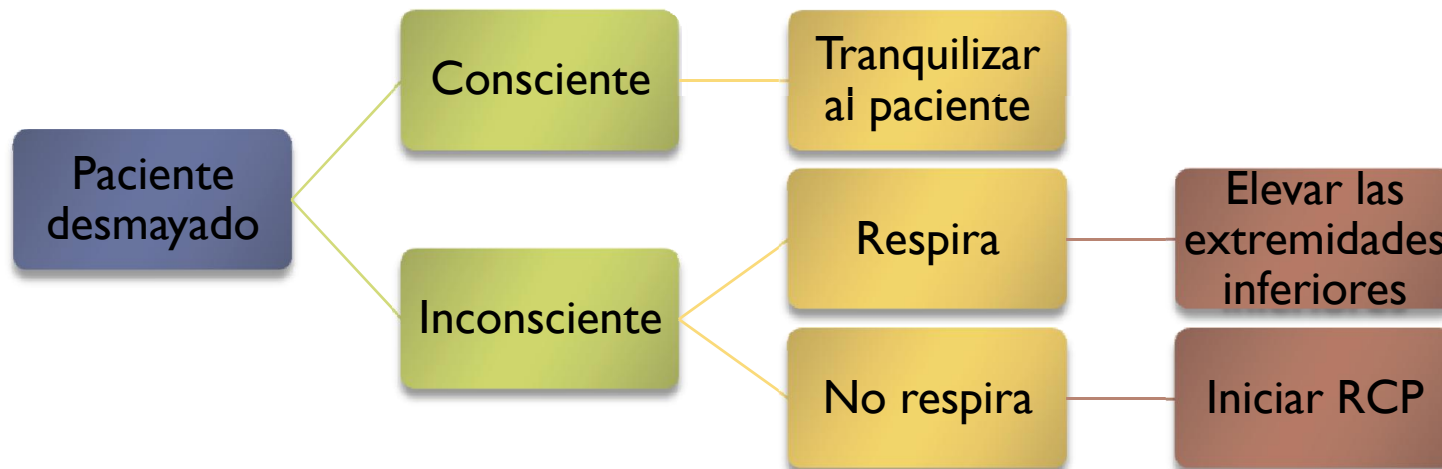 Paciente
desmayado
Consciente
Tranquilizar
al paciente
Inconsciente
Respira
Elevar las
extremidades
inferiores
No respira
Iniciar RCP